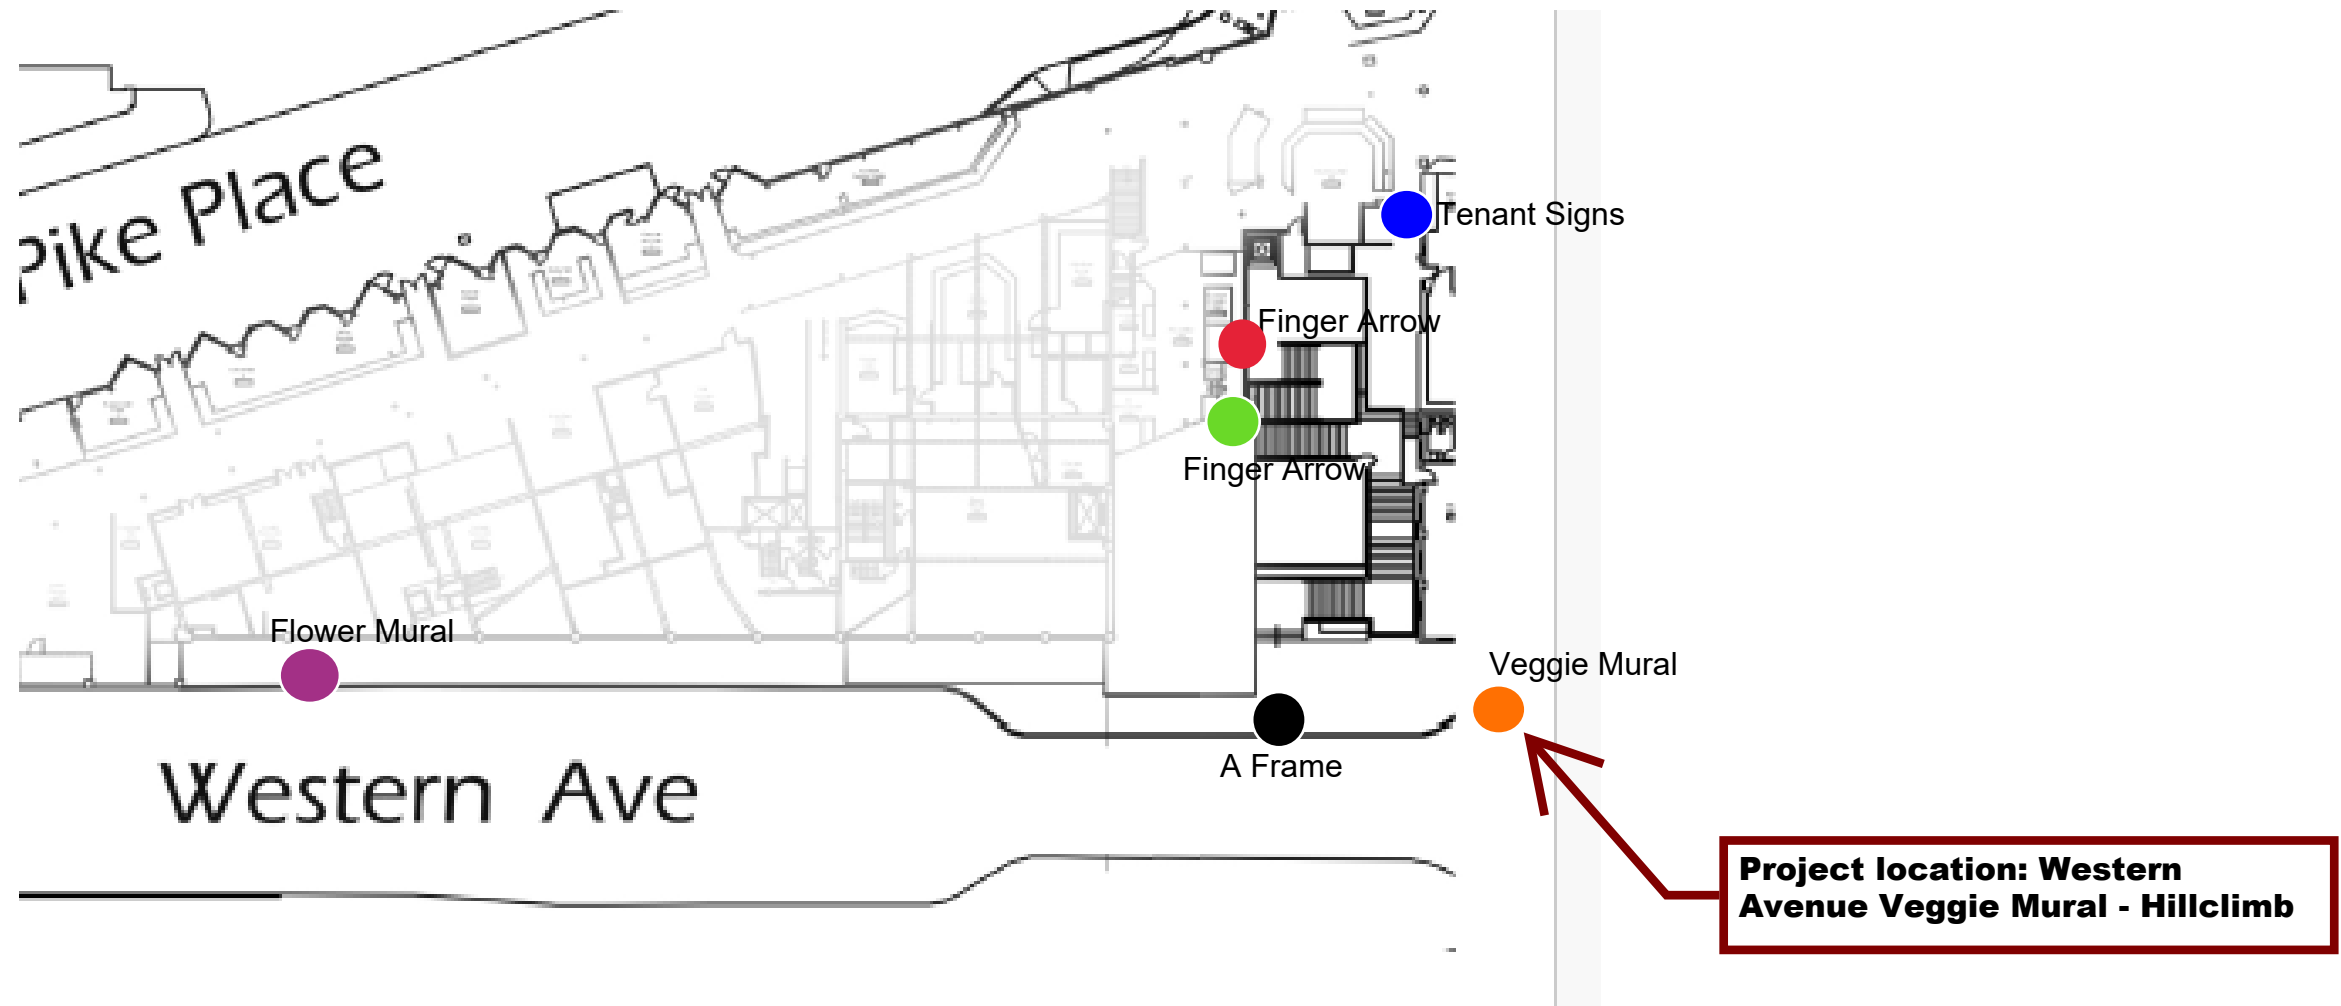 Pike Place
Tenant Signs
Finger Arrow
Finger Arrow
Flower Mural
Veggie Mural
A Frame
Western Ave
Project location: Western
Avenue Veggie Mural - Hillclimb